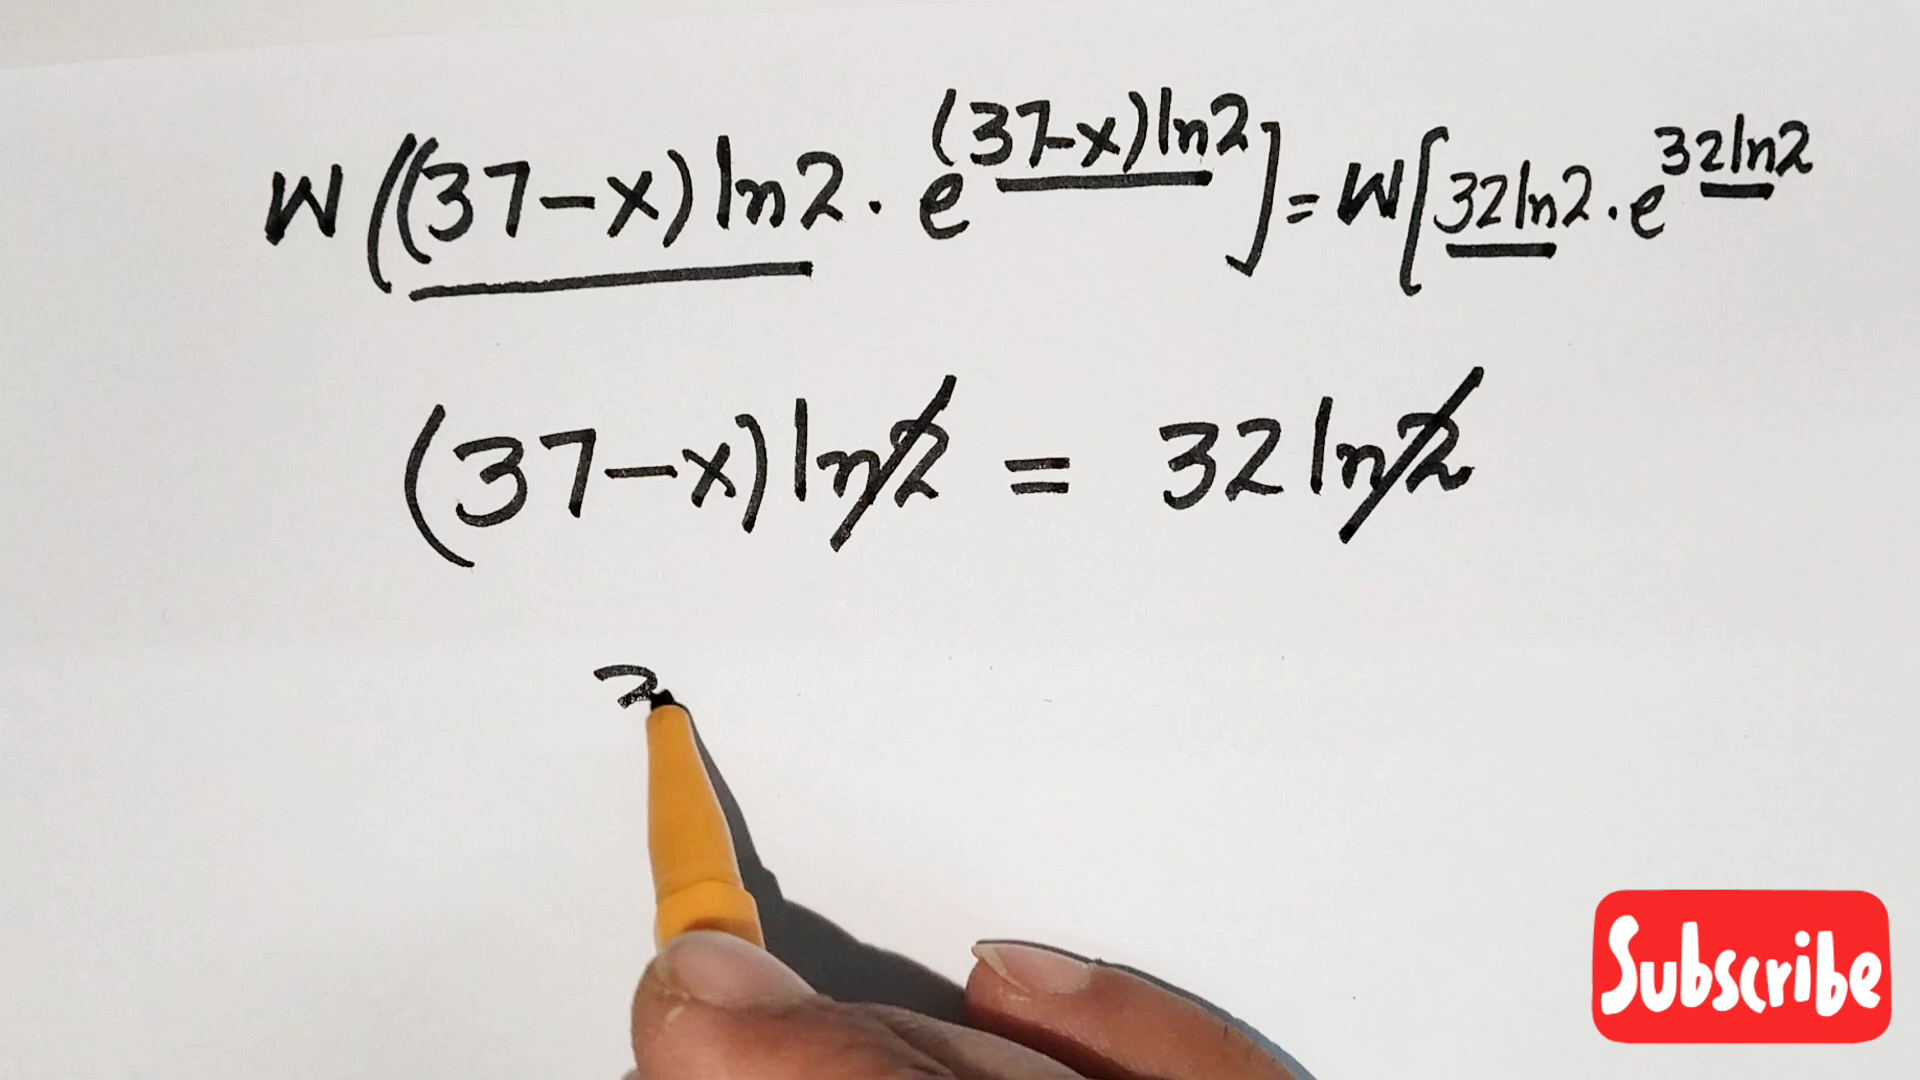 W((37-x)ln2 · e^(37-x)ln2] = W[32ln2 · e^32ln2
(37-x)ln2 = 32ln2
Subscribe